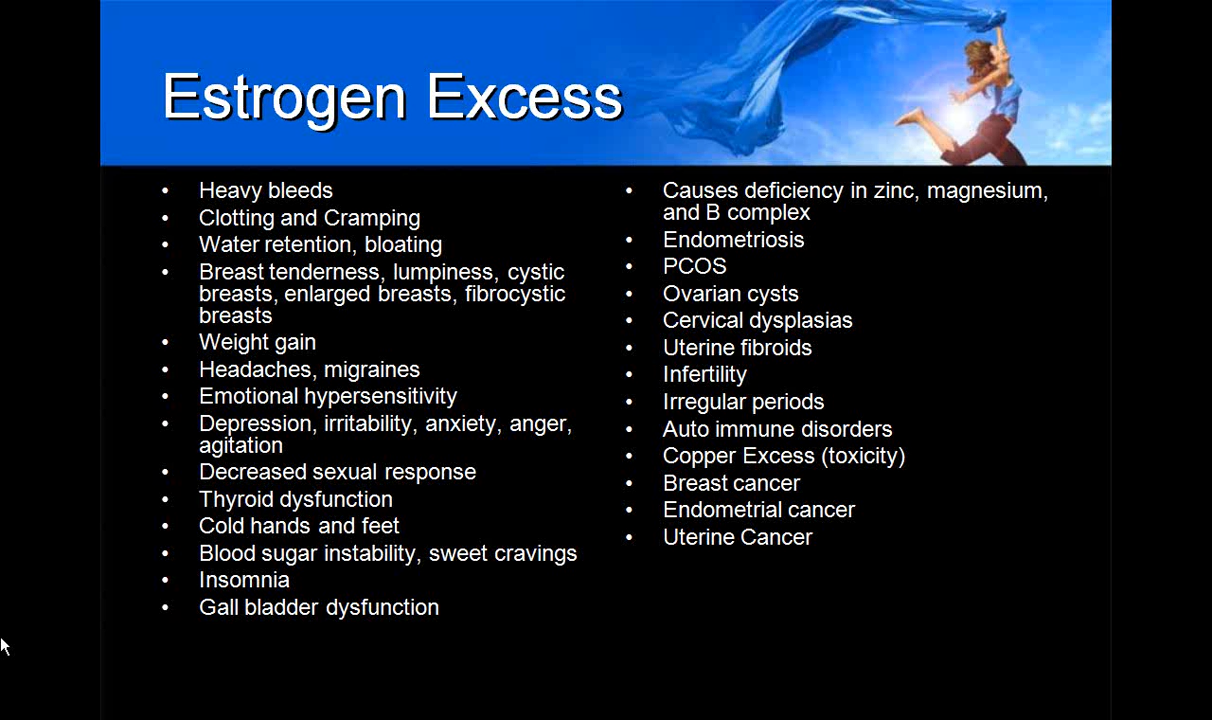 Estrogen Excess
• Heavy bleeds
• Clotting and Cramping
• Water retention, bloating
• Breast tenderness, lumpiness, cystic
breasts, enlarged breasts, fibrocystic
breasts
• Weight gain
• Headaches, migraines
• Emotional hypersensitivity
• Depression, irritability, anxiety, anger,
agitation
• Decreased sexual response
• Thyroid dysfunction
• Cold hands and feet
• Blood sugar instability, sweet cravings
• Insomnia
• Gall bladder dysfunction
• Causes deficiency in zinc, magnesium,
and B complex
• Endometriosis
• PCOS
• Ovarian cysts
• Cervical dysplasias
• Uterine fibroids
• Infertility
• Irregular periods
• Auto immune disorders
• Copper Excess (toxicity)
• Breast cancer
• Endometrial cancer
• Uterine Cancer